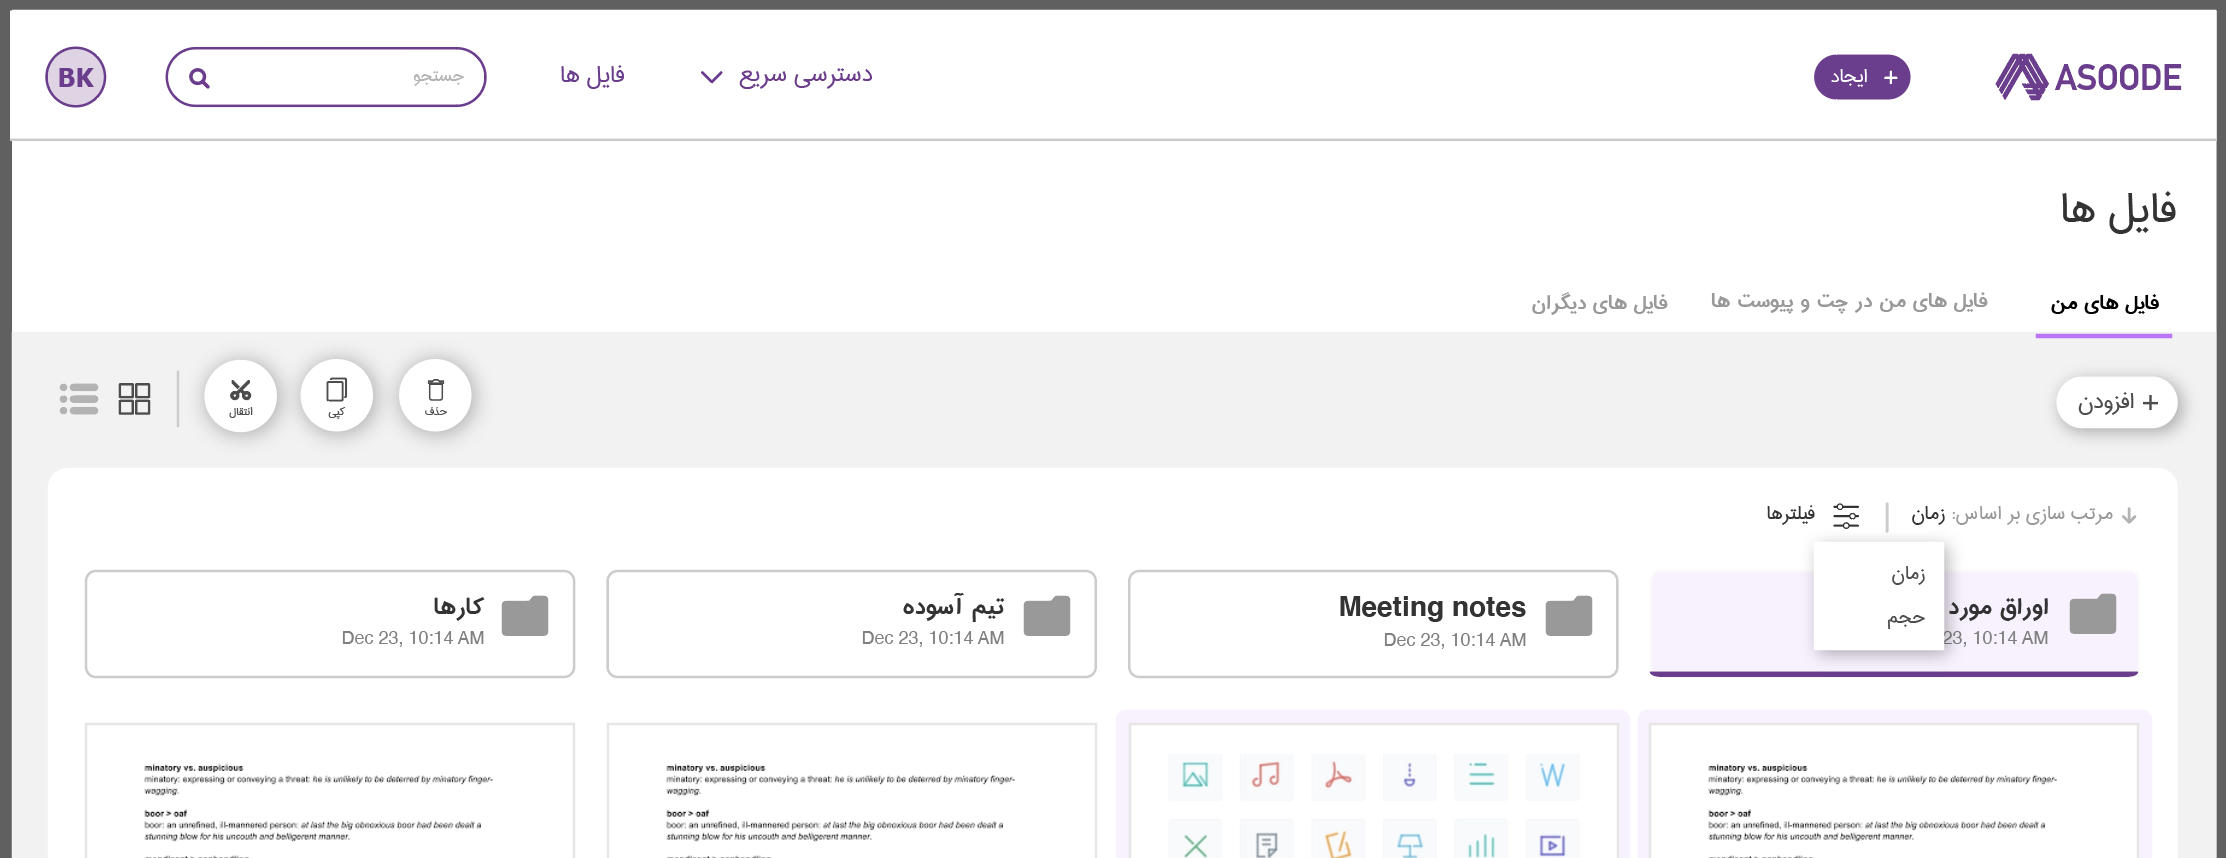 ASOODE
+ ایجاد
دسترسی سریع
فایل ها
جستجو
BK
فایل ها
فایل های من
فایل های من در چت و پیوست ها
فایل های دیگران
+ افزودن
حذف
کپی
انتقال
مرتب سازی بر اساس: زمان
فیلترها
زمان
حجم
اوراق مورد
23, 10:14 AM
Meeting notes
Dec 23, 10:14 AM
تیم آسوده
Dec 23, 10:14 AM
کارها
Dec 23, 10:14 AM
minatory vs. auspicious
minatory: expressing or conveying a threat: he is unlikely to be deterred by minatory finger-
wagging.
boor > oaf
boor: an unrefined, ill-mannered person: at last the big obnoxious boor had been dealt a
stunning blow for his uncouth and belligerent manner.
W
minatory vs. auspicious
minatory: expressing or conveying a threat: he is unlikely to be deterred by minatory finger-
wagging.
boor > oaf
boor: an unrefined, ill-mannered person: at last the big obnoxious boor had been dealt a
stunning blow for his uncouth and belligerent manner.
minatory vs. auspicious
minatory: expressing or conveying a threat: he is unlikely to be deterred by minatory finger-
wagging.
boor > oaf
boor: an unrefined, ill-mannered person: at last the big obnoxious boor had been dealt a
stunning blow for his uncouth and belligerent manner.